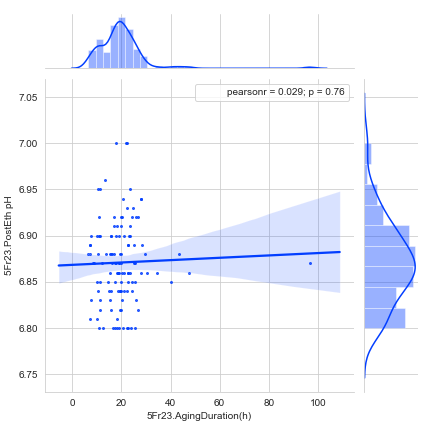 pearsonr = 0.029; p = 0.76
7.05
7.00
6.95
6.90
6.85
6.80
6.75
5Fr23.PostEth pH
0 20 40 60 80 100
5Fr23.AgingDuration(h)